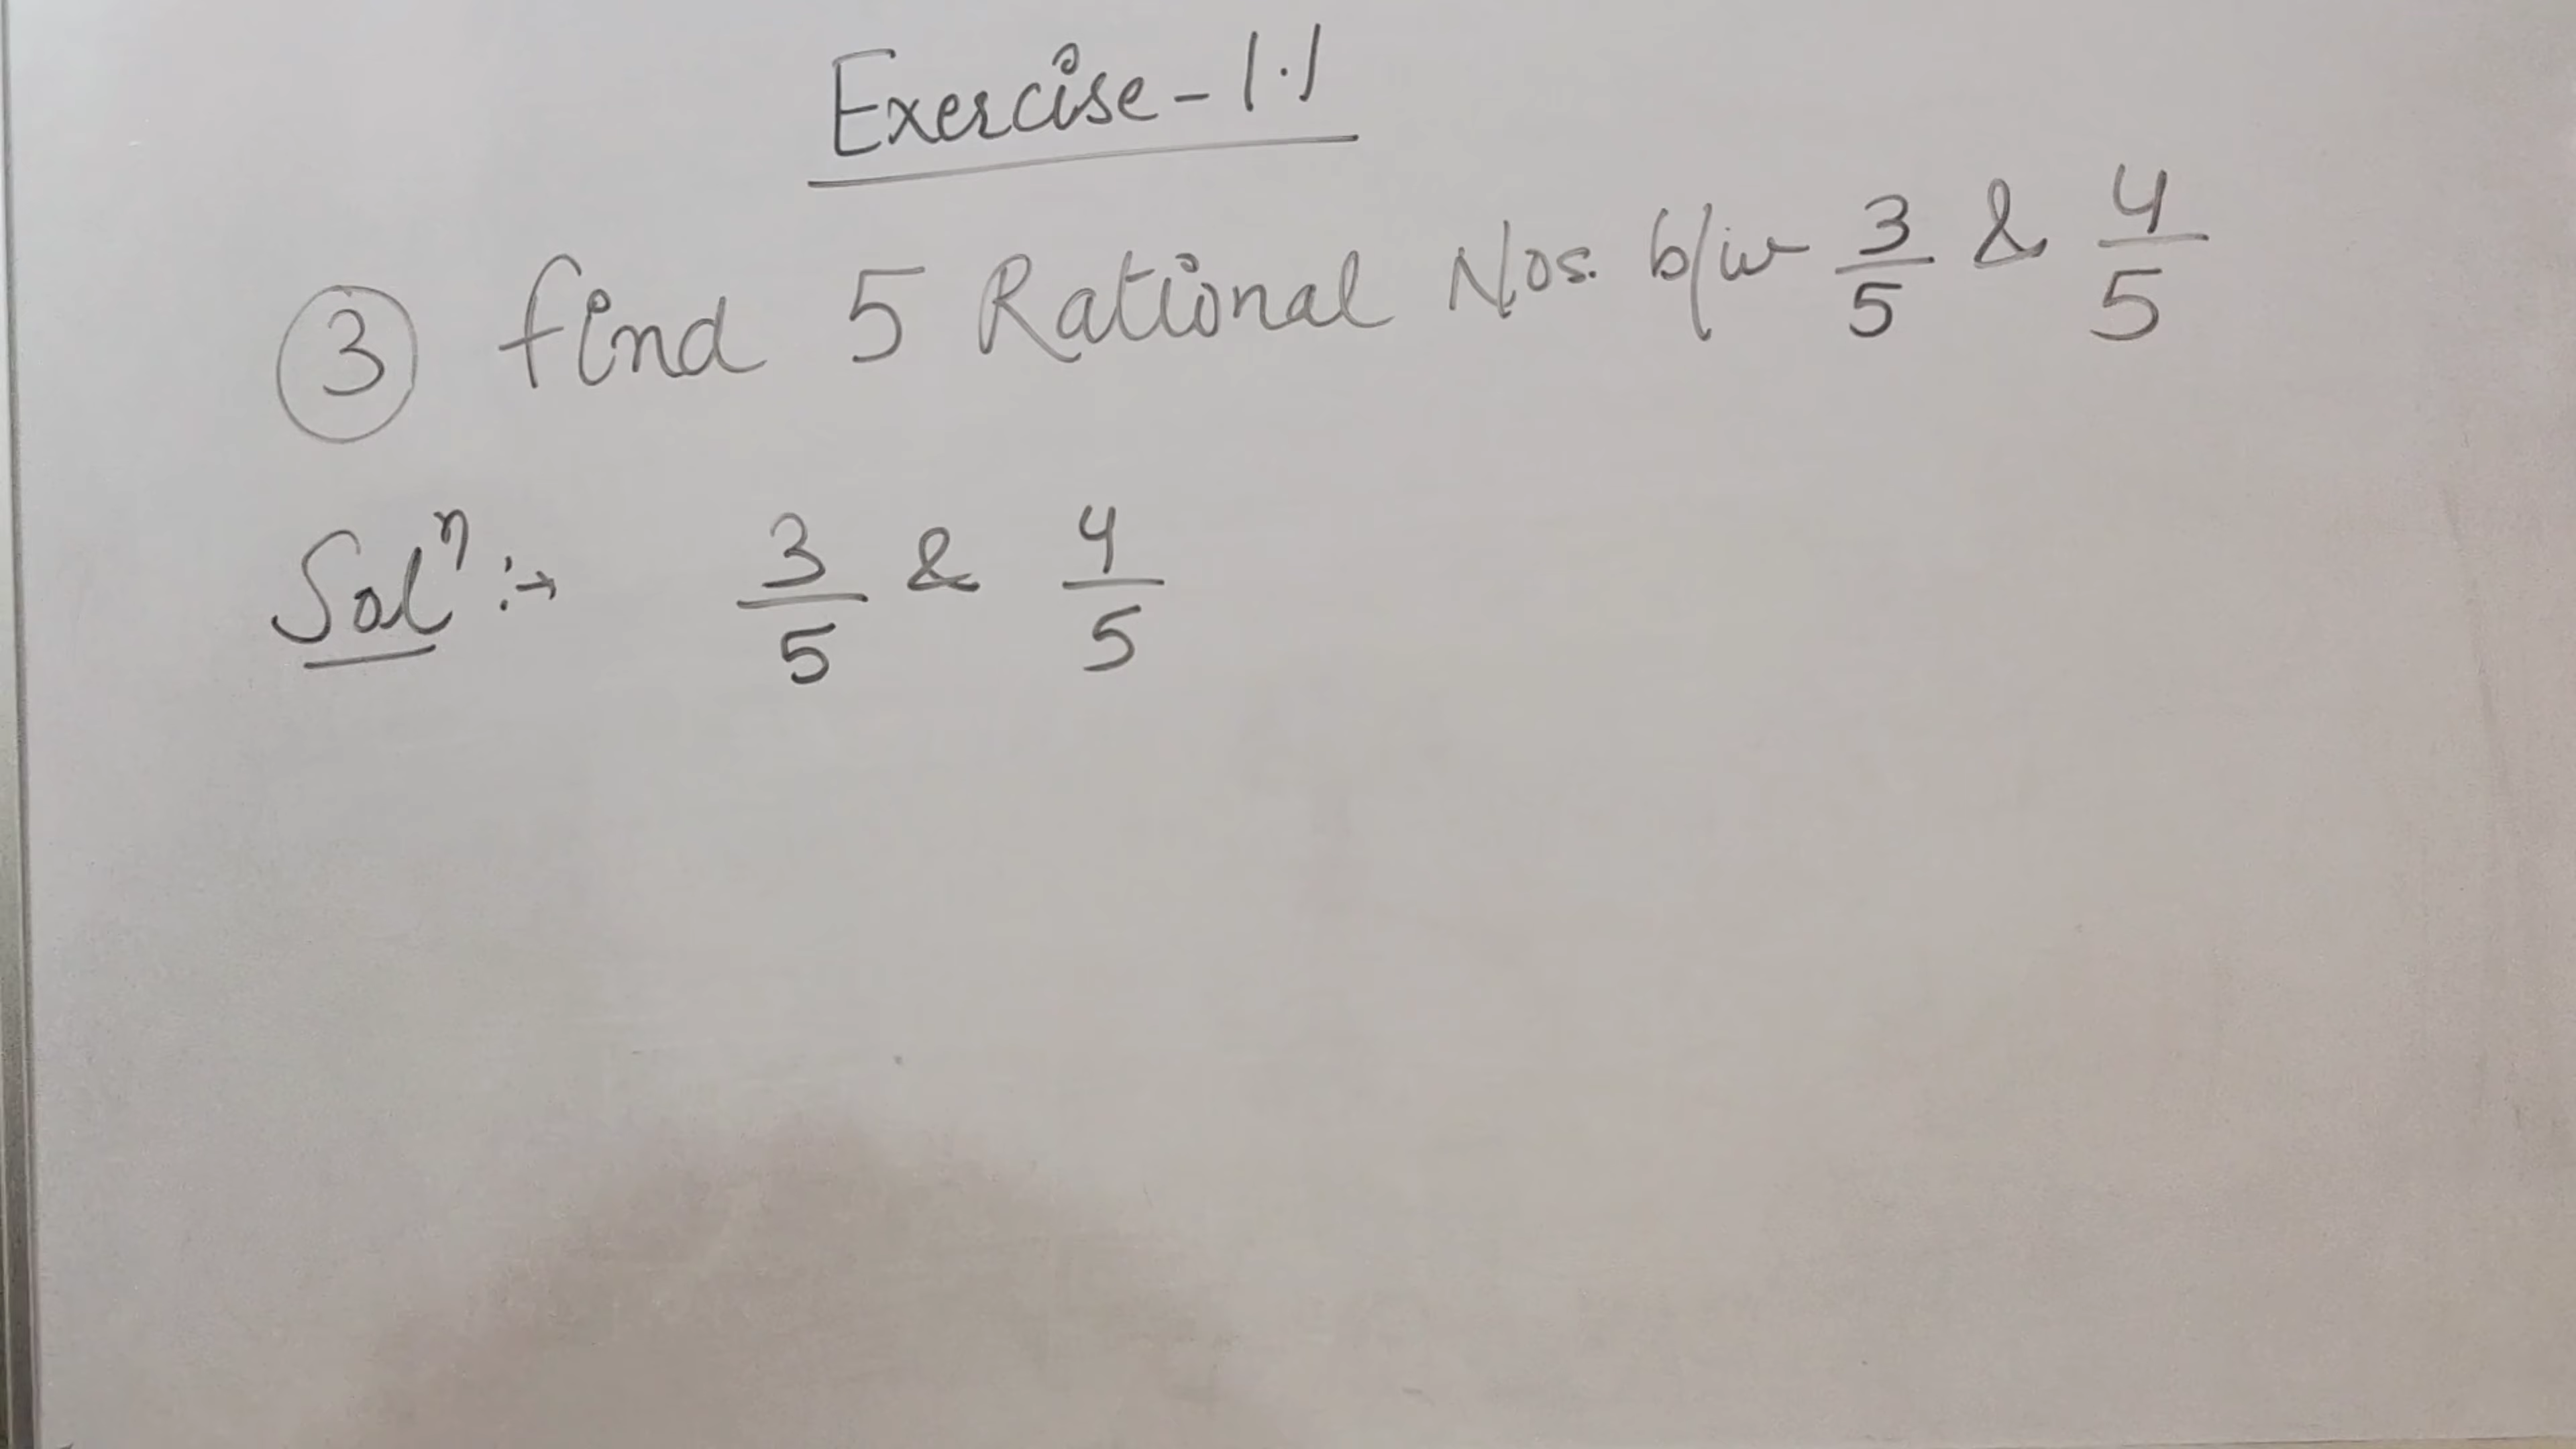 Exercise - 1.1
③ find 5 Rational Nos. b/w 3/5 & 4/5
Solⁿ :→ 3/5 & 4/5